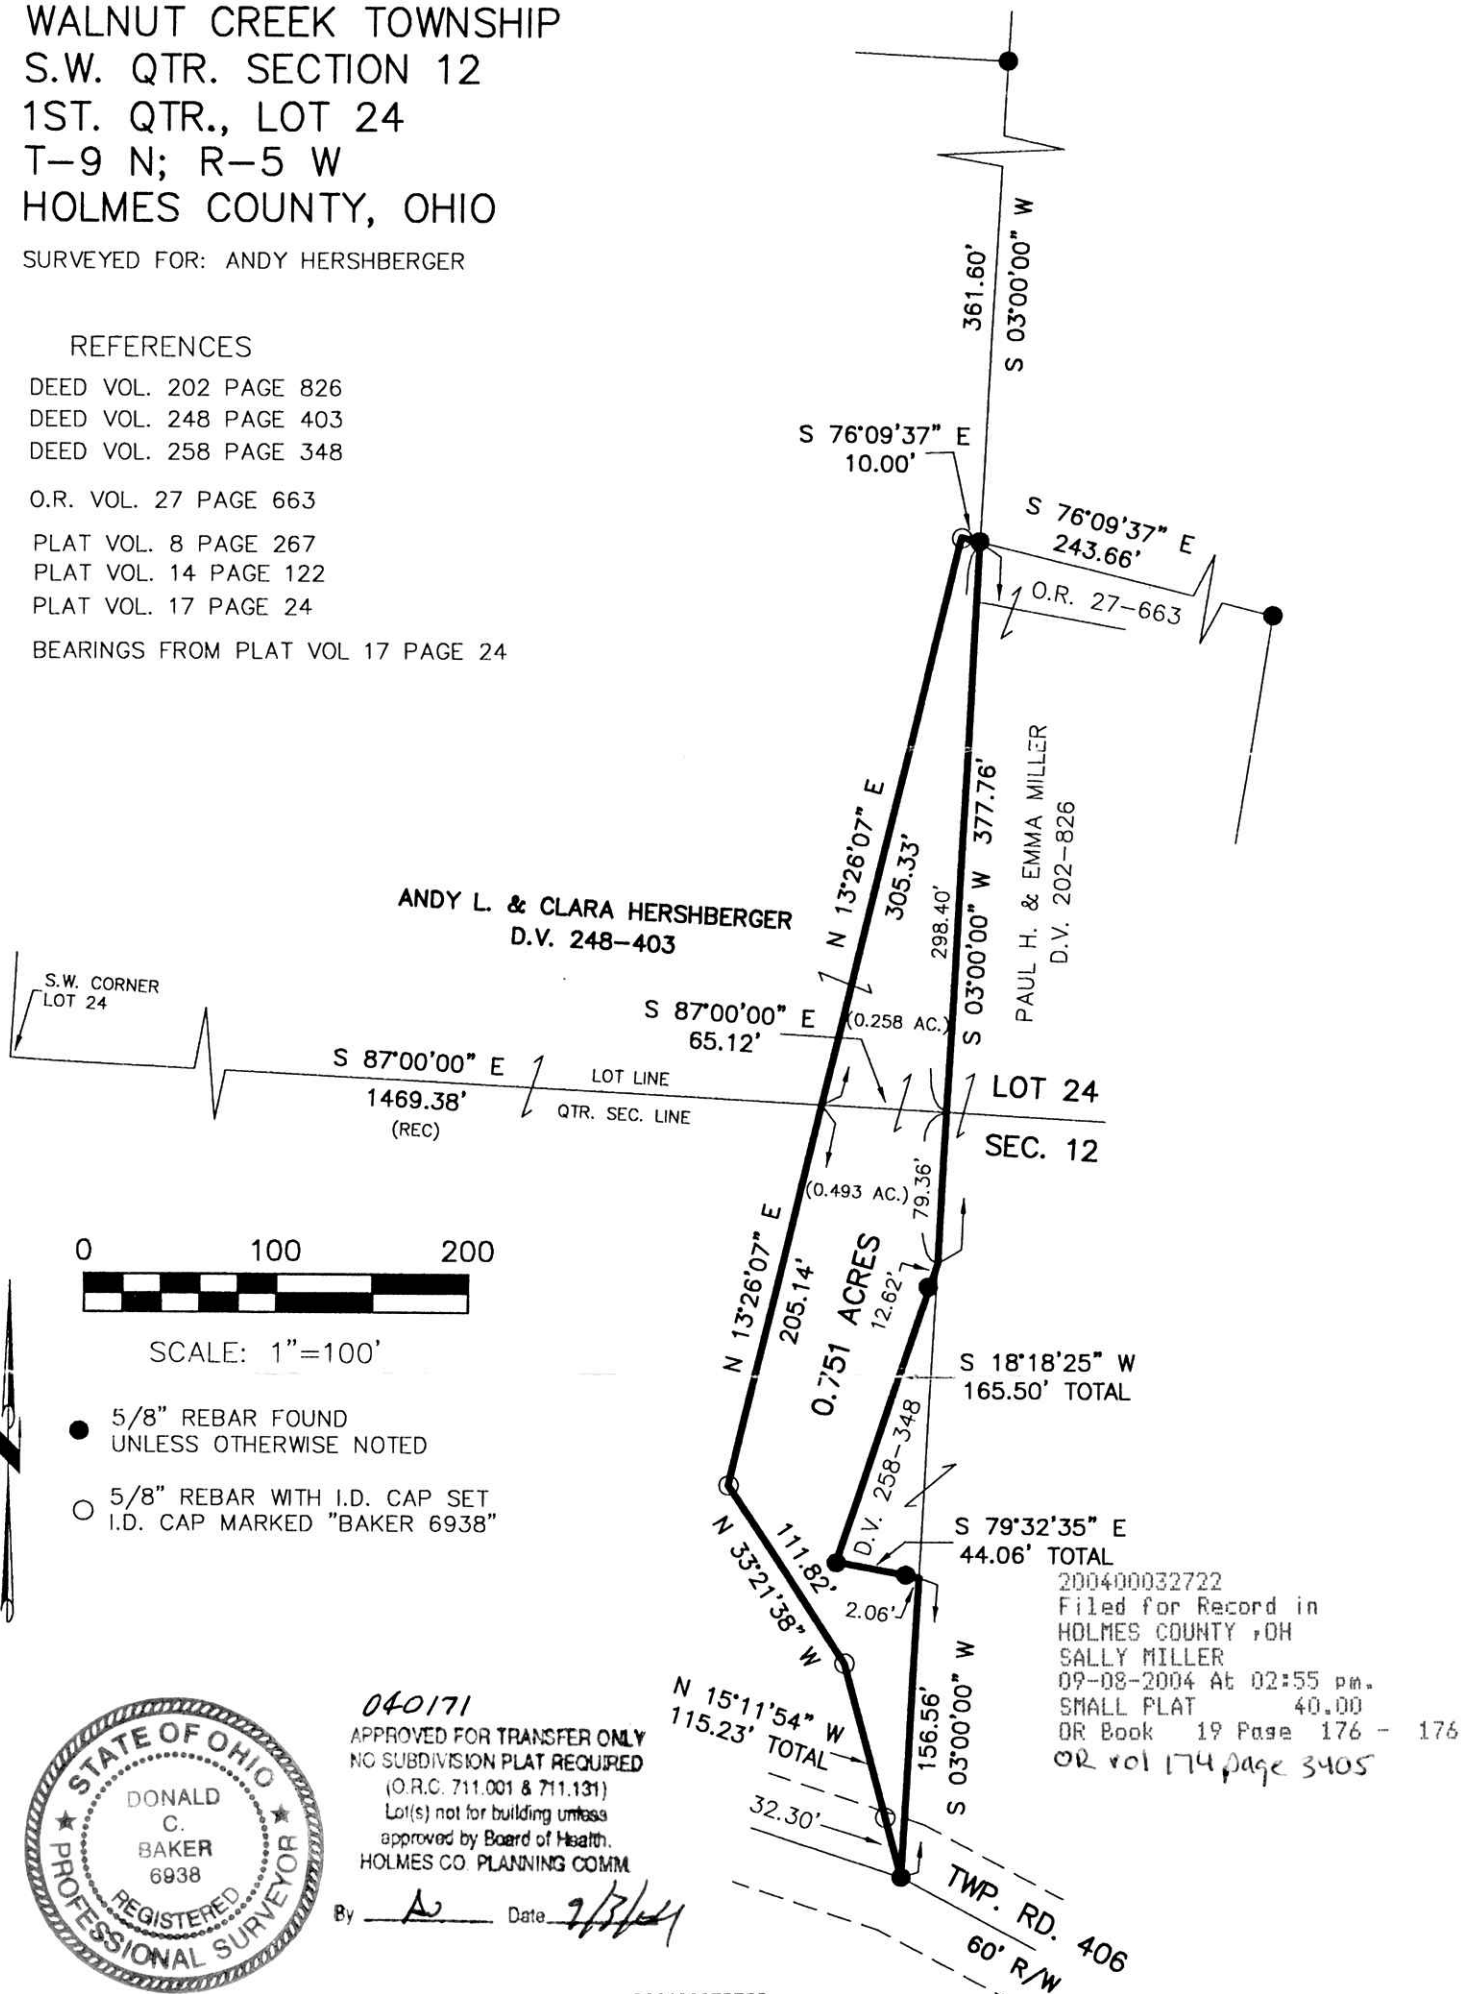 WALNUT CREEK TOWNSHIP
S.W. QTR. SECTION 12
1ST. QTR., LOT 24
T-9 N; R-5 W
HOLMES COUNTY, OHIO
SURVEYED FOR: ANDY HERSHBERGER
REFERENCES
DEED VOL. 202 PAGE 826
DEED VOL. 248 PAGE 403
DEED VOL. 258 PAGE 348
O.R. VOL. 27 PAGE 663
PLAT VOL. 8 PAGE 267
PLAT VOL. 14 PAGE 122
PLAT VOL. 17 PAGE 24
BEARINGS FROM PLAT VOL 17 PAGE 24
361.60'
S 03°00'00" W
S 76°09'37" E
10.00'
S 76°09'37" E
243.66'
O.R. 27-663
N 13°26'07" E
305.33'
298.40'
S 03°00'00" W 377.76'
PAUL H. & EMMA MILLER
D.V. 202-826
ANDY L. & CLARA HERSHBERGER
D.V. 248-403
S.W. CORNER
LOT 24
S 87°00'00" E
65.12'
(0.258 AC.)
S 87°00'00" E
1469.38'
(REC)
LOT LINE
QTR. SEC. LINE
LOT 24
SEC. 12
(0.493 AC.)
79.36'
N 13°26'07" E
205.14'
0.751 ACRES
12.62'
0 100 200
SCALE: 1"=100'
5/8" REBAR FOUND
UNLESS OTHERWISE NOTED
5/8" REBAR WITH I.D. CAP SET
I.D. CAP MARKED "BAKER 6938"
S 18°18'25" W
165.50' TOTAL
D.V. 258-348
S 79°32'35" E
44.06' TOTAL
N 33°21'38" W
111.82'
2.06'
N 15°11'54" W
115.23' TOTAL
156.56'
S 03°00'00" W
32.30'
TWP. RD. 406
60' R/W
200400032722
Filed for Record in
HOLMES COUNTY ,OH
SALLY MILLER
09-08-2004 At 02:55 pm.
SMALL PLAT 40.00
OR Book 19 Page 176 - 176
OR vol 174 page 3405
STATE OF OHIO
DONALD
C.
BAKER
6938
REGISTERED
PROFESSIONAL SURVEYOR
040171
APPROVED FOR TRANSFER ONLY
NO SUBDIVISION PLAT REQUIRED
(O.R.C. 711.001 & 711.131)
Lot(s) not for building unless
approved by Board of Health.
HOLMES CO. PLANNING COMM.
By Date 9/3/04